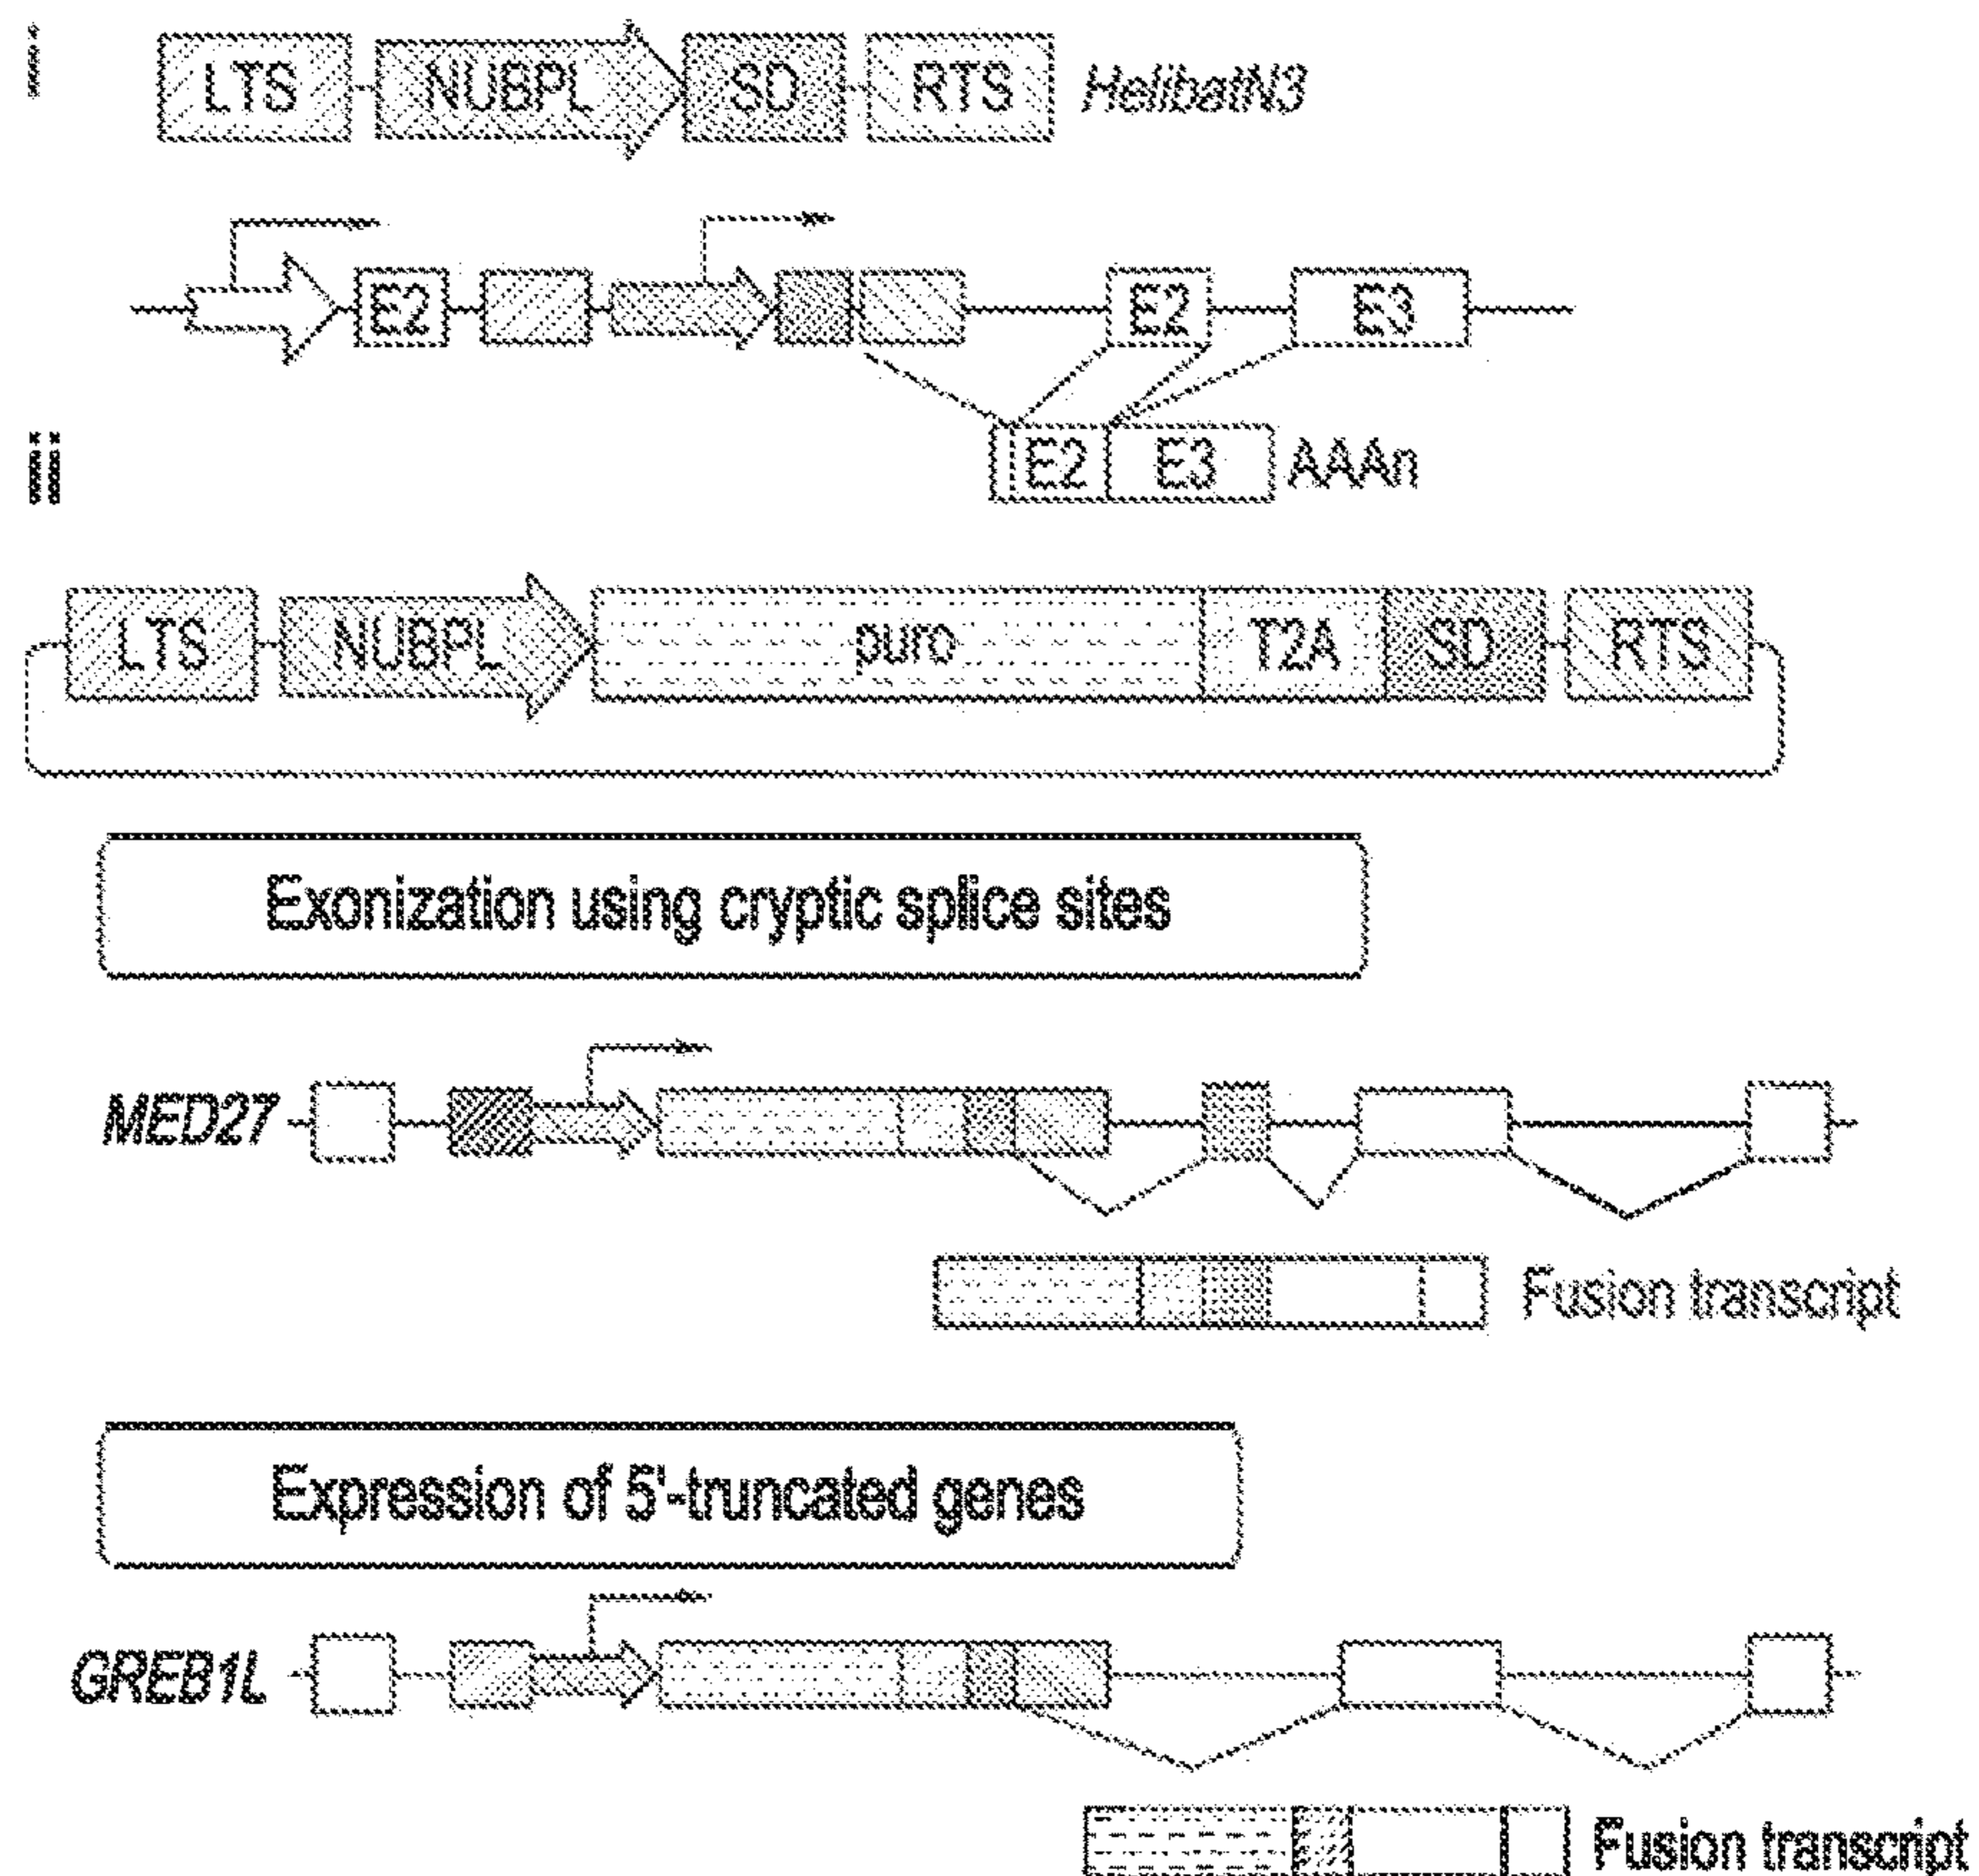 i
LTS NUBPL SD RTS HelibatN3
E2 E2 E3
ii
E2 E3 AAAn
LTS NUBPL puro T2A SD RTS
Exonization using cryptic splice sites
MED27
Fusion transcript
Expression of 5'-truncated genes
GREB1L
Fusion transcript